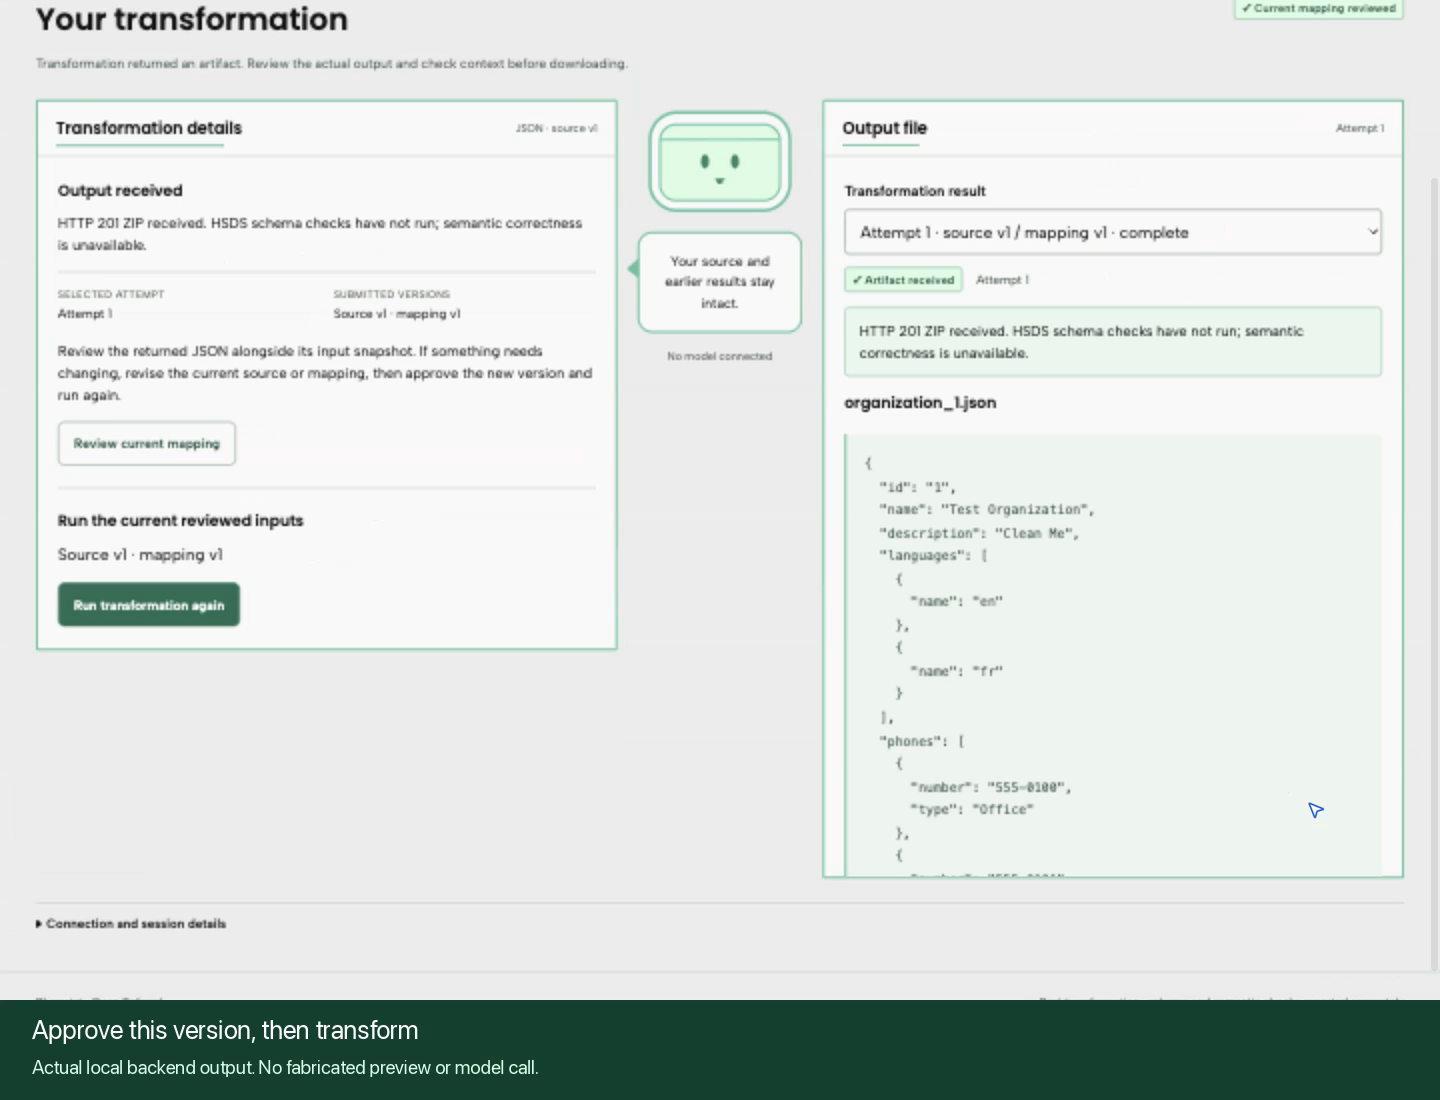 Your transformation
✓ Current mapping reviewed
Transformation returned an artifact. Review the actual output and check context before downloading.
Transformation details
JSON · source v1
Output received
HTTP 201 ZIP received. HSDS schema checks have not run; semantic correctness
is unavailable.
SELECTED ATTEMPT
Attempt 1
SUBMITTED VERSIONS
Source v1 · mapping v1
Review the returned JSON alongside its input snapshot. If something needs
changing, revise the current source or mapping, then approve the new version and
run again.
Review current mapping
Run the current reviewed inputs
Source v1 · mapping v1
Run transformation again
Your source and
earlier results stay
intact.
No model connected
Output file
Attempt 1
Transformation result
Attempt 1 · source v1 / mapping v1 · complete
✓ Artifact received
Attempt 1
HTTP 201 ZIP received. HSDS schema checks have not run; semantic
correctness is unavailable.
organization_1.json
{
"id": "1",
"name": "Test Organization",
"description": "Clean Me",
"languages": [
{
"name": "en"
},
{
"name": "fr"
}
],
"phones": [
{
"number": "555-0100",
"type": "Office"
},
{
Connection and session details
Approve this version, then transform
Actual local backend output. No fabricated preview or model call.